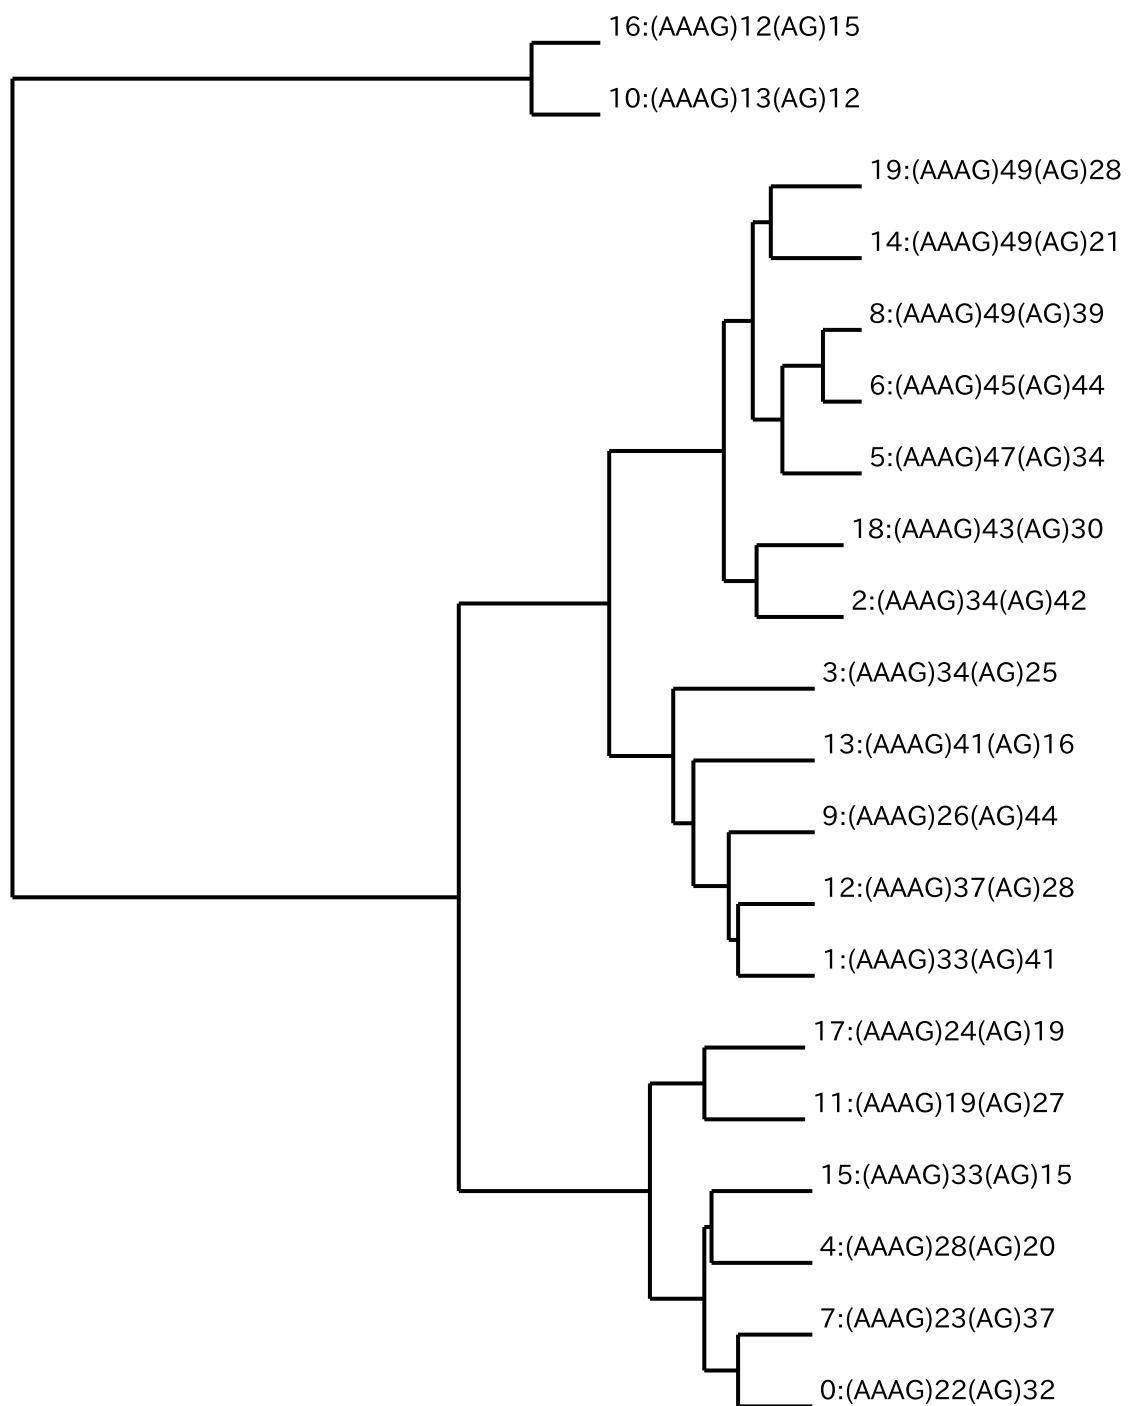 16:(AAAG)12(AG)15
10:(AAAG)13(AG)12
19:(AAAG)49(AG)28
14:(AAAG)49(AG)21
8:(AAAG)49(AG)39
6:(AAAG)45(AG)44
5:(AAAG)47(AG)34
18:(AAAG)43(AG)30
2:(AAAG)34(AG)42
3:(AAAG)34(AG)25
13:(AAAG)41(AG)16
9:(AAAG)26(AG)44
12:(AAAG)37(AG)28
1:(AAAG)33(AG)41
17:(AAAG)24(AG)19
11:(AAAG)19(AG)27
15:(AAAG)33(AG)15
4:(AAAG)28(AG)20
7:(AAAG)23(AG)37
0:(AAAG)22(AG)32